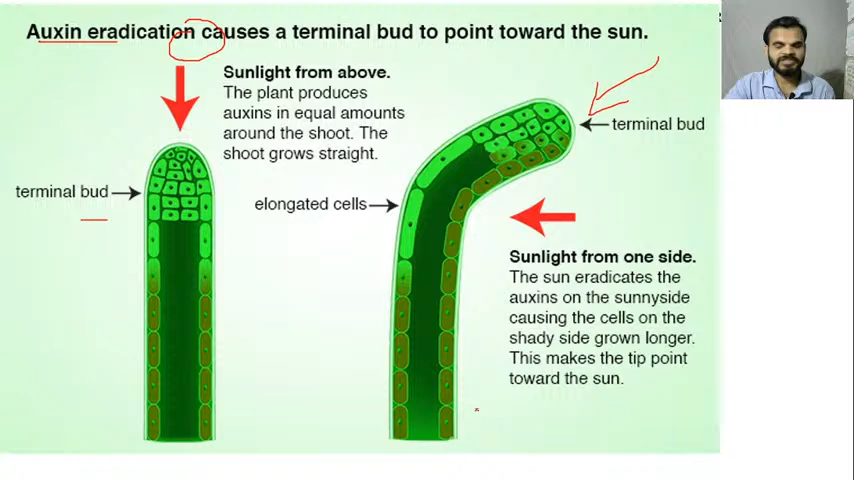 Auxin eradication causes a terminal bud to point toward the sun.
Sunlight from above.
The plant produces
auxins in equal amounts
around the shoot. The
shoot grows straight.
terminal bud
terminal bud
elongated cells
Sunlight from one side.
The sun eradicates the
auxins on the sunnyside
causing the cells on the
shady side grown longer.
This makes the tip point
toward the sun.